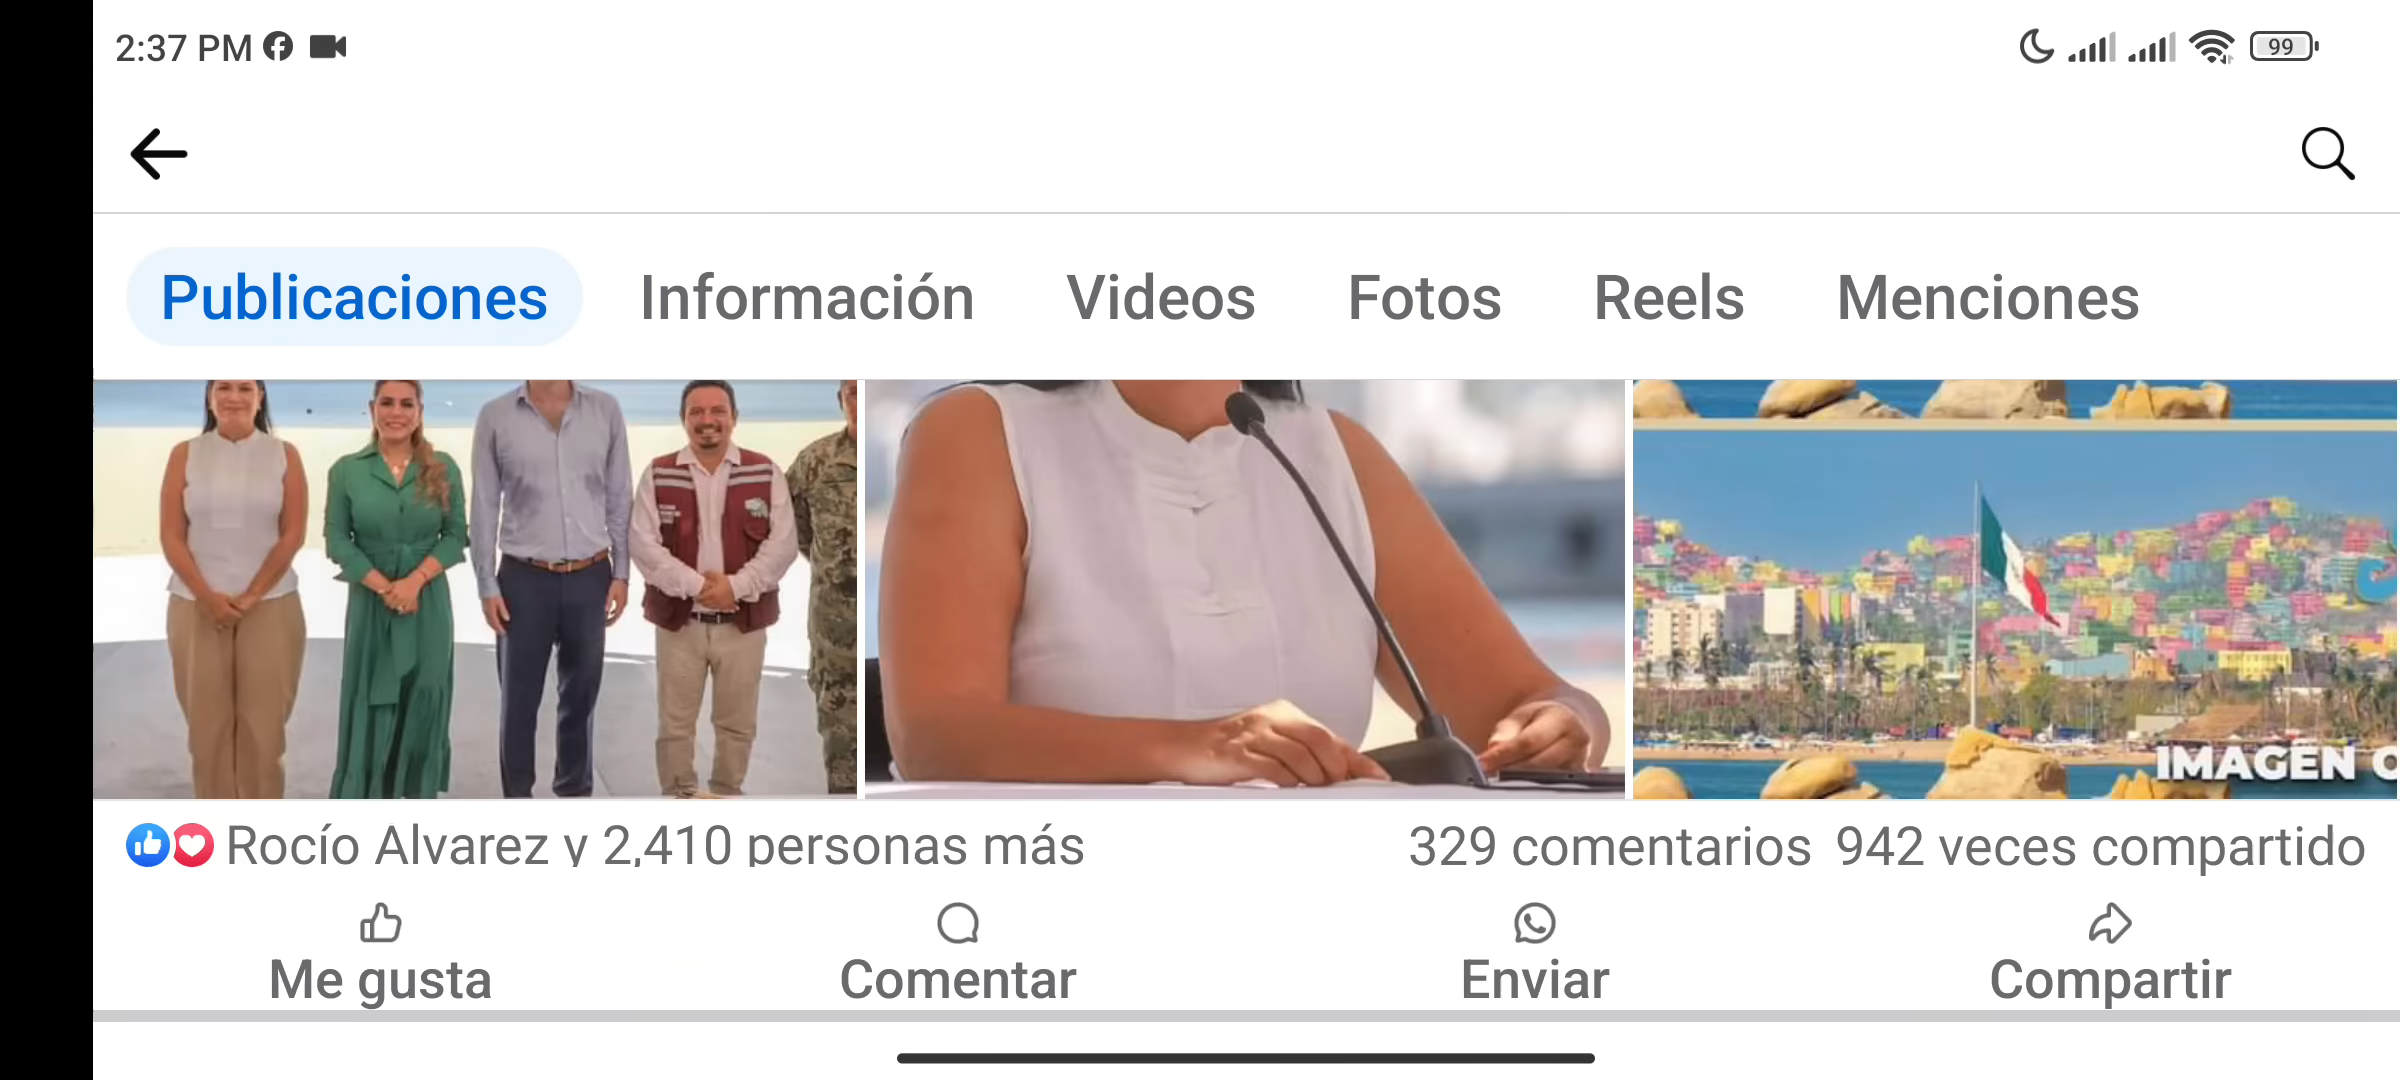 2:37 PM
99
Publicaciones Información Videos Fotos Reels Menciones
IMAGEN
Rocío Alvarez y 2,410 personas más 329 comentarios 942 veces compartido
Me gusta Comentar Enviar Compartir